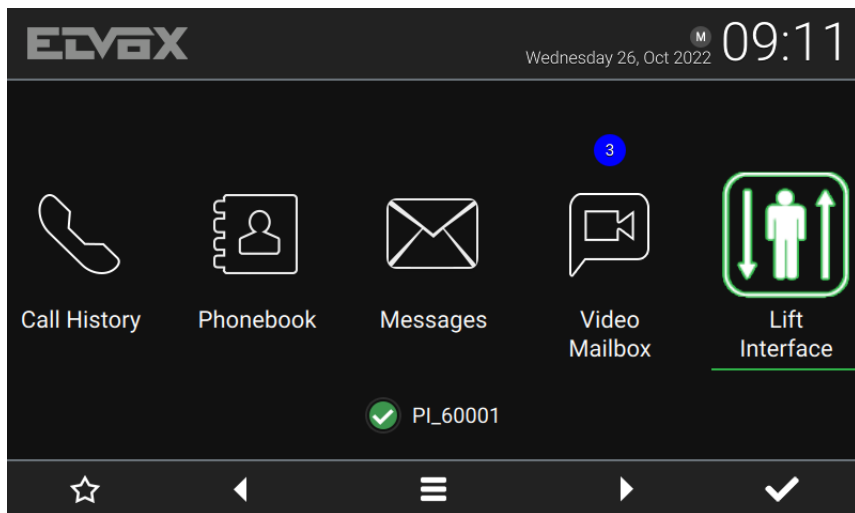 ELVOX
M
Wednesday 26, Oct 2022
09:11
3
Call History
Phonebook
Messages
Video
Mailbox
Lift
Interface
PI_60001